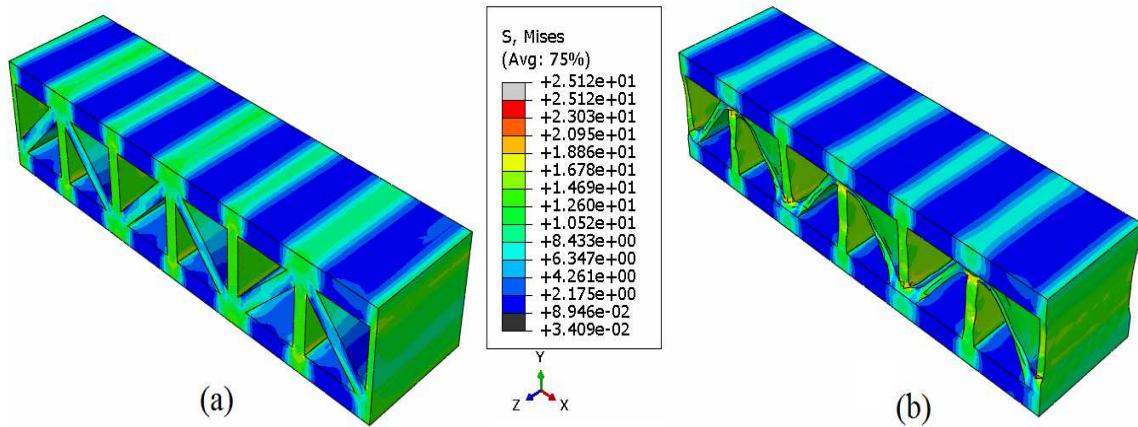 S, Mises
(Avg: 75%)
+2.512e+01
+2.512e+01
+2.303e+01
+2.095e+01
+1.886e+01
+1.678e+01
+1.469e+01
+1.260e+01
+1.052e+01
+8.433e+00
+6.347e+00
+4.261e+00
+2.175e+00
+8.946e-02
+3.409e-02
Y
Z X
(a)
(b)